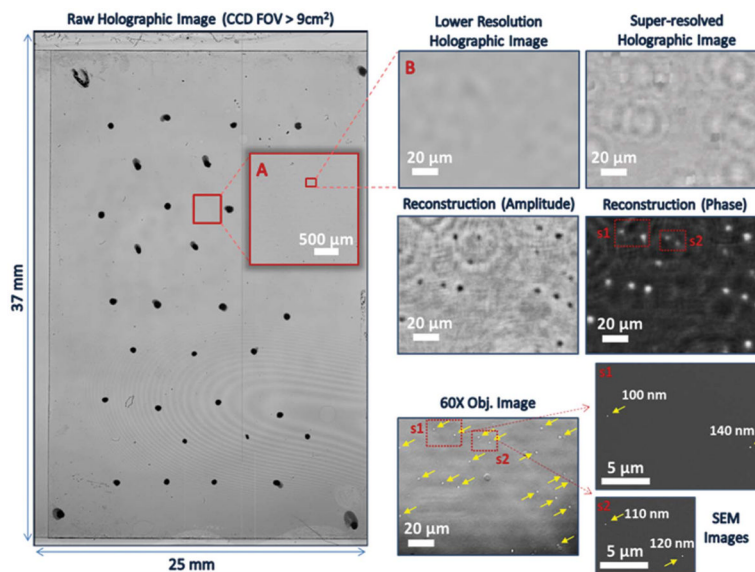 Raw Holographic Image (CCD FOV > 9cm²)
37 mm
25 mm
A
500 µm
Lower Resolution
Holographic Image
B
20 µm
Super-resolved
Holographic Image
20 µm
Reconstruction (Amplitude)
20 µm
Reconstruction (Phase)
s1
s2
20 µm
60X Obj. Image
s1
s2
20 µm
s1
100 nm
140 nm
5 µm
s2
110 nm
120 nm
5 µm
SEM
Images